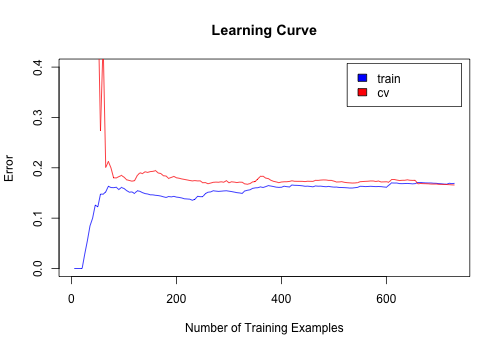 Learning Curve
train
cv
Error
0.4
0.3
0.2
0.1
0.0
0 200 400 600
Number of Training Examples